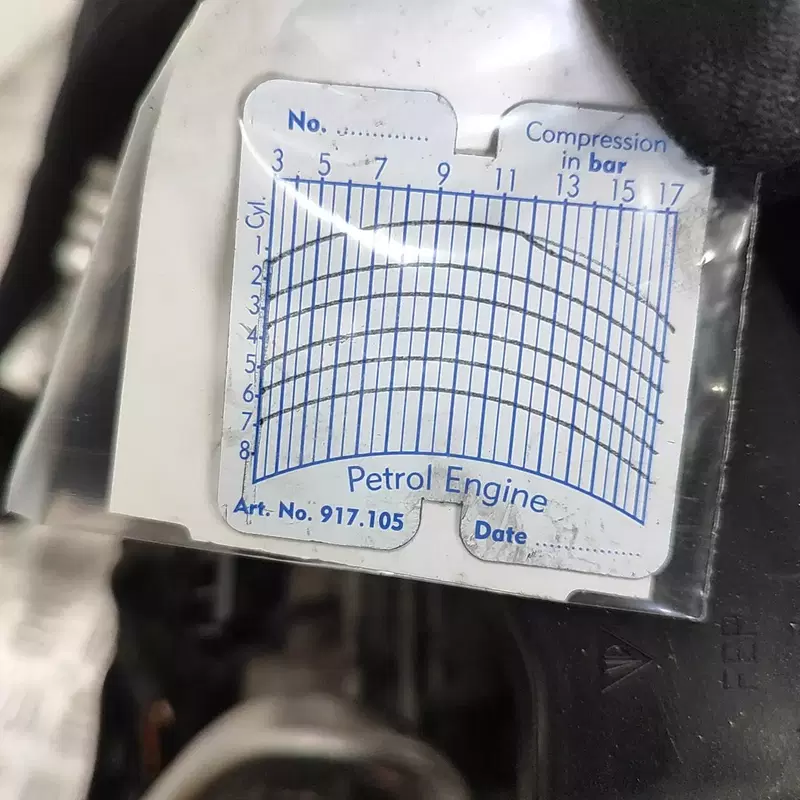 No. ............
Compression
in bar
3 5 7 9 11 13 15 17
Cyl.
1
2
3
4
5
6
7
8
Petrol Engine
Art. No. 917.105
Date ...............
FEP